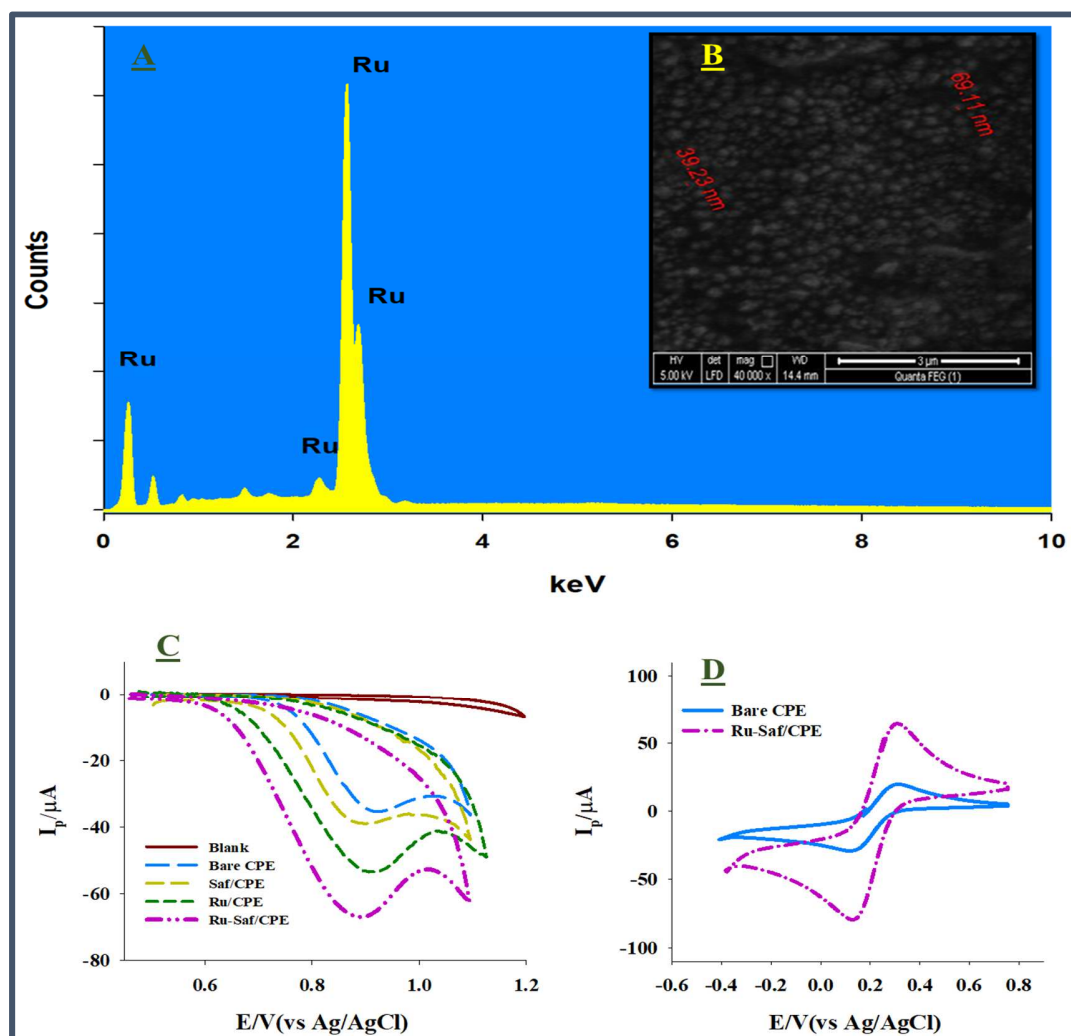 A
Ru
B
69.11 nm
39.23 nm
Ru
Ru
Ru
Counts
HV det mag WD 3 µm
5.00 kV LFD 40 000 x 14.4 mm Quanta FEG (1)
0 2 4 6 8 10
keV
C
0
-20
-40
-60
-80
Ip/µA
Blank
Bare CPE
Saf/CPE
Ru/CPE
Ru-Saf/CPE
0.6 0.8 1.0 1.2
E/V(vs Ag/AgCl)
D
100
50
0
-50
-100
Ip/µA
Bare CPE
Ru-Saf/CPE
-0.6 -0.4 -0.2 0.0 0.2 0.4 0.6 0.8
E/V(vs Ag/AgCl)